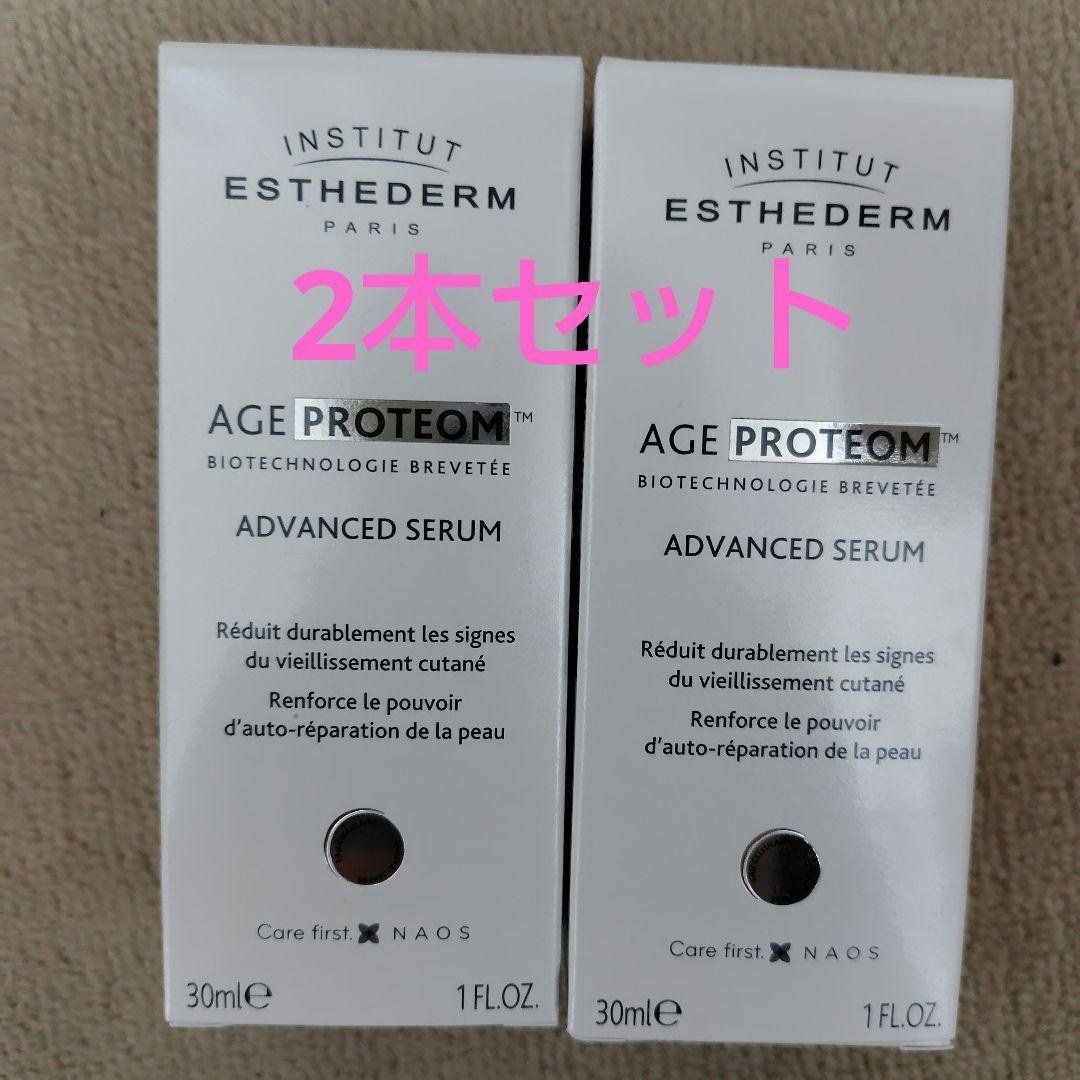 INSTITUT
ESTHEDERM
PARIS
AGE PROTEOM™
BIOTECHNOLOGIE BREVETÉE
ADVANCED SERUM
Réduit durablement les signes
du vieillissement cutané
Renforce le pouvoir
d'auto-réparation de la peau
Care first. NAOS
30ml℮ 1 FL.OZ.
INSTITUT
ESTHEDERM
PARIS
AGE PROTEOM™
BIOTECHNOLOGIE BREVETÉE
ADVANCED SERUM
Réduit durablement les signes
du vieillissement cutané
Renforce le pouvoir
d'auto-réparation de la peau
Care first. NAOS
30ml℮ 1 FL.OZ.
2本セット